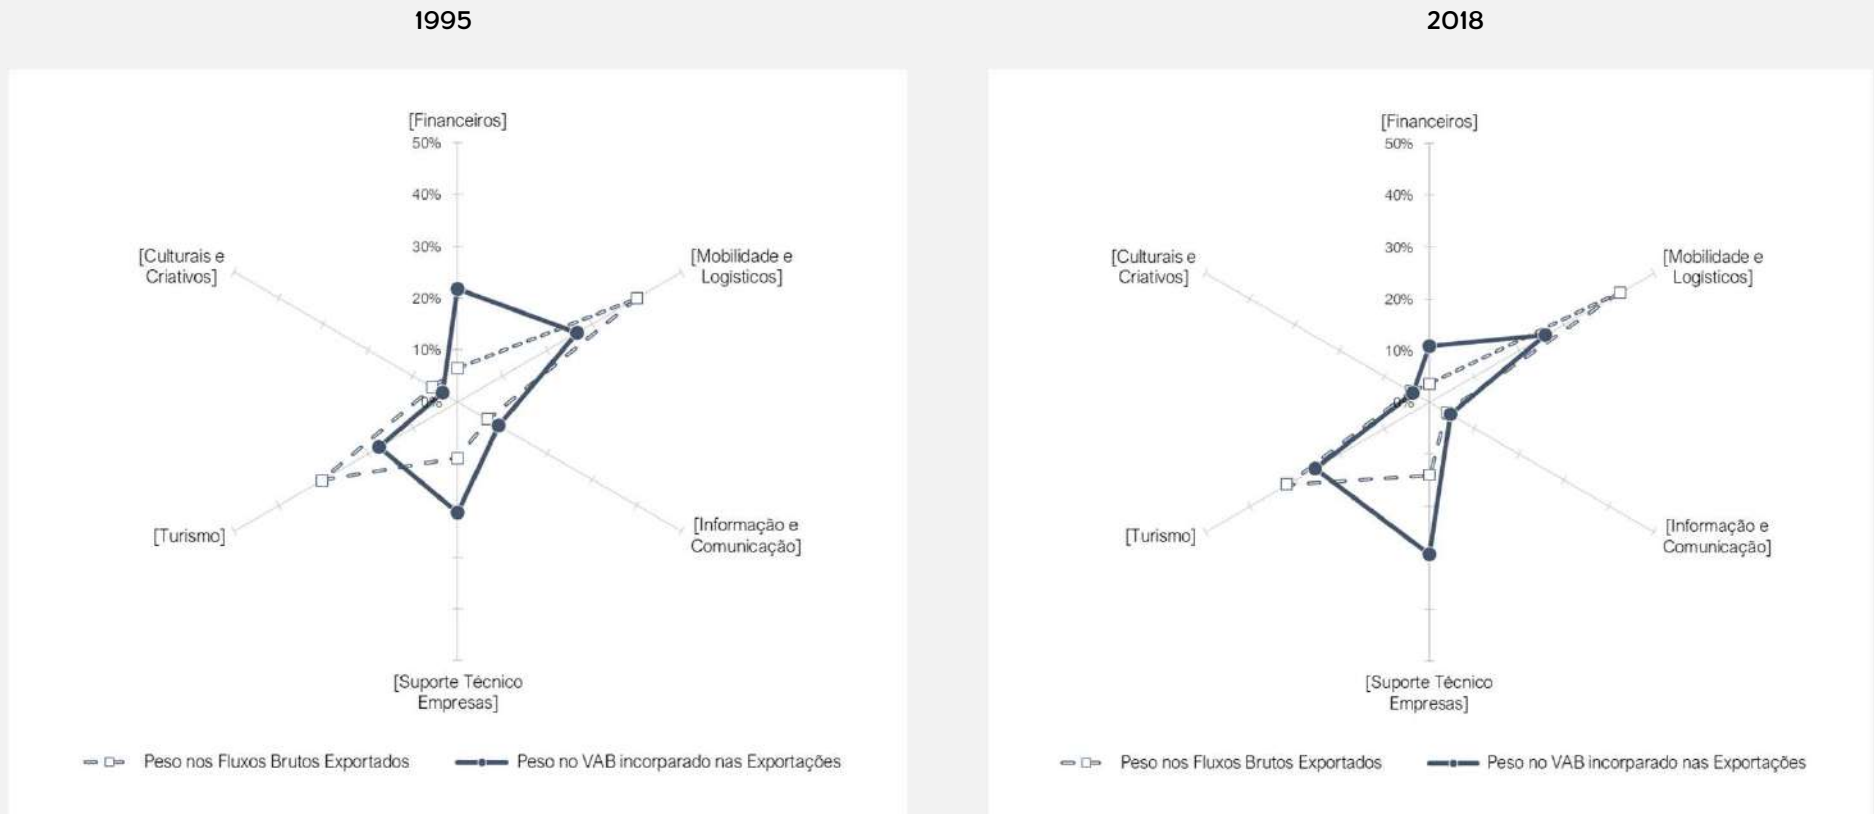 1995
[Financeiros]
50%
40%
30%
20%
10%
0%
[Mobilidade e
Logísticos]
[Informação e
Comunicação]
[Suporte Técnico
Empresas]
[Turismo]
[Culturais e
Criativos]
Peso nos Fluxos Brutos Exportados
Peso no VAB incorparado nas Exportações
2018
[Financeiros]
50%
40%
30%
20%
10%
0%
[Mobilidade e
Logísticos]
[Informação e
Comunicação]
[Suporte Técnico
Empresas]
[Turismo]
[Culturais e
Criativos]
Peso nos Fluxos Brutos Exportados
Peso no VAB incorparado nas Exportações